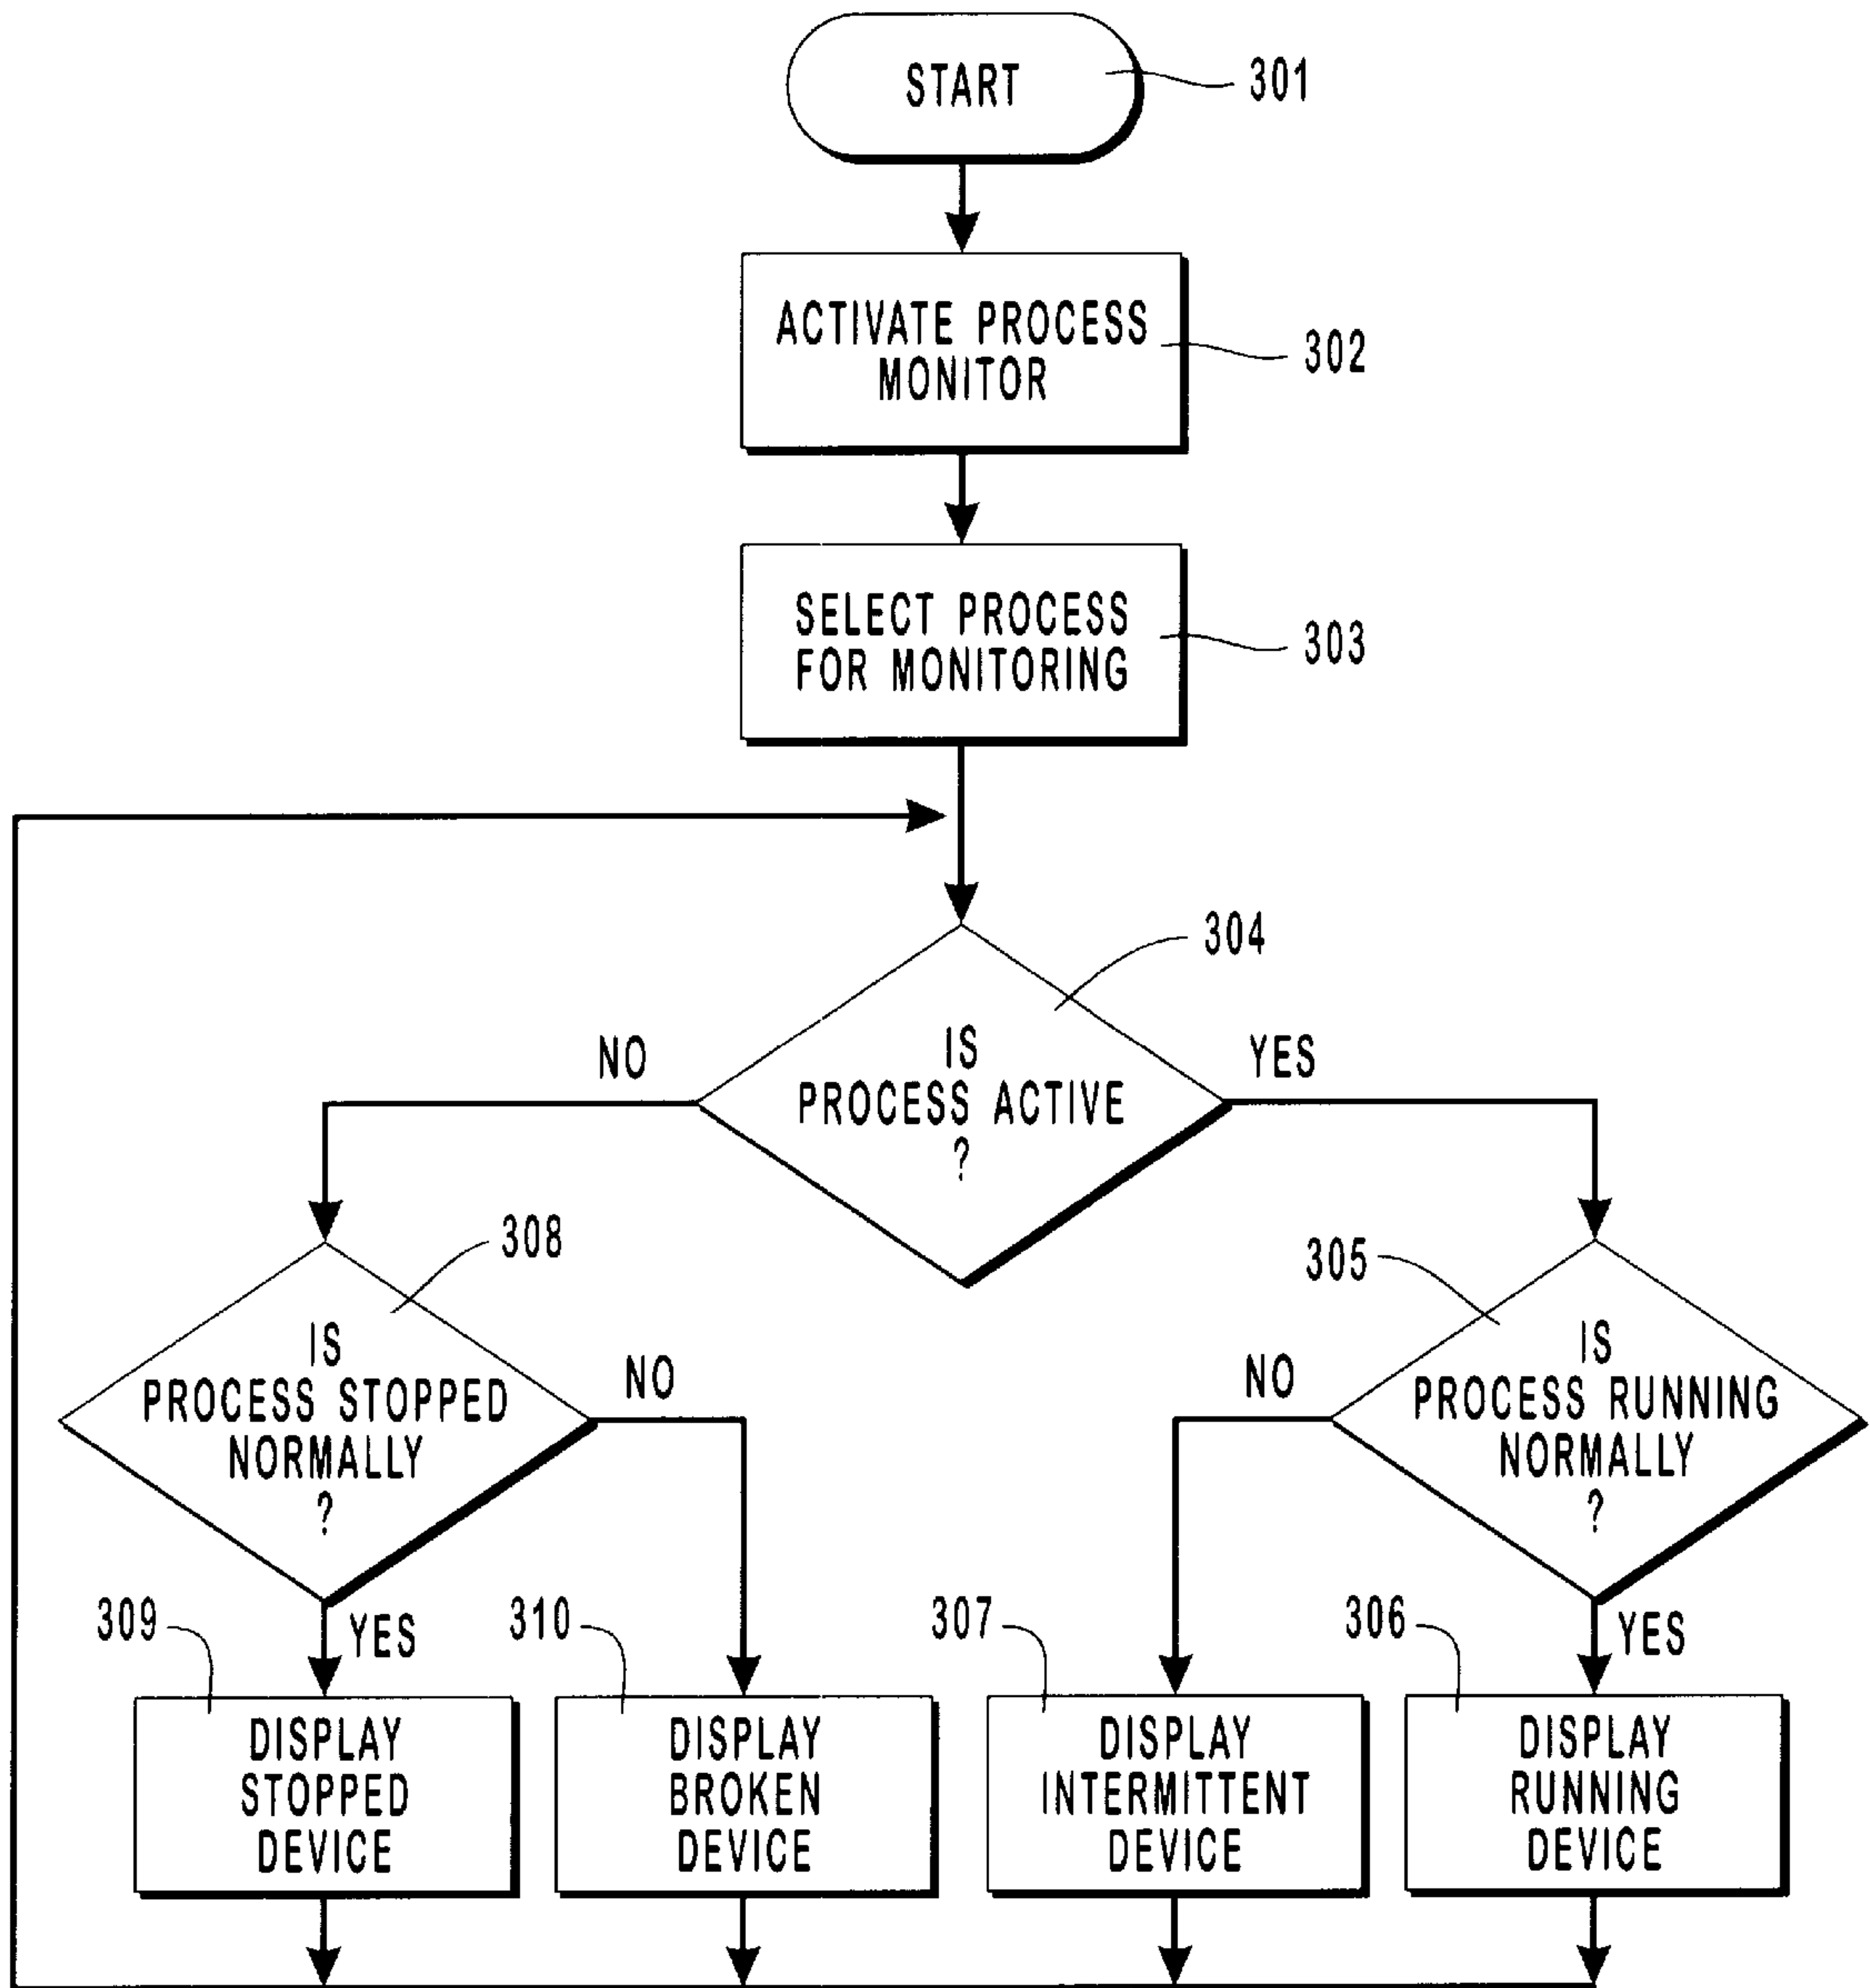 START
301
ACTIVATE PROCESS
MONITOR
302
SELECT PROCESS
FOR MONITORING
303
304
NO
IS
PROCESS ACTIVE
?
YES
308
IS
PROCESS STOPPED
NORMALLY
?
NO
305
IS
PROCESS RUNNING
NORMALLY
?
NO
309
YES
310
307
306
YES
DISPLAY
STOPPED
DEVICE
DISPLAY
BROKEN
DEVICE
DISPLAY
INTERMITTENT
DEVICE
DISPLAY
RUNNING
DEVICE